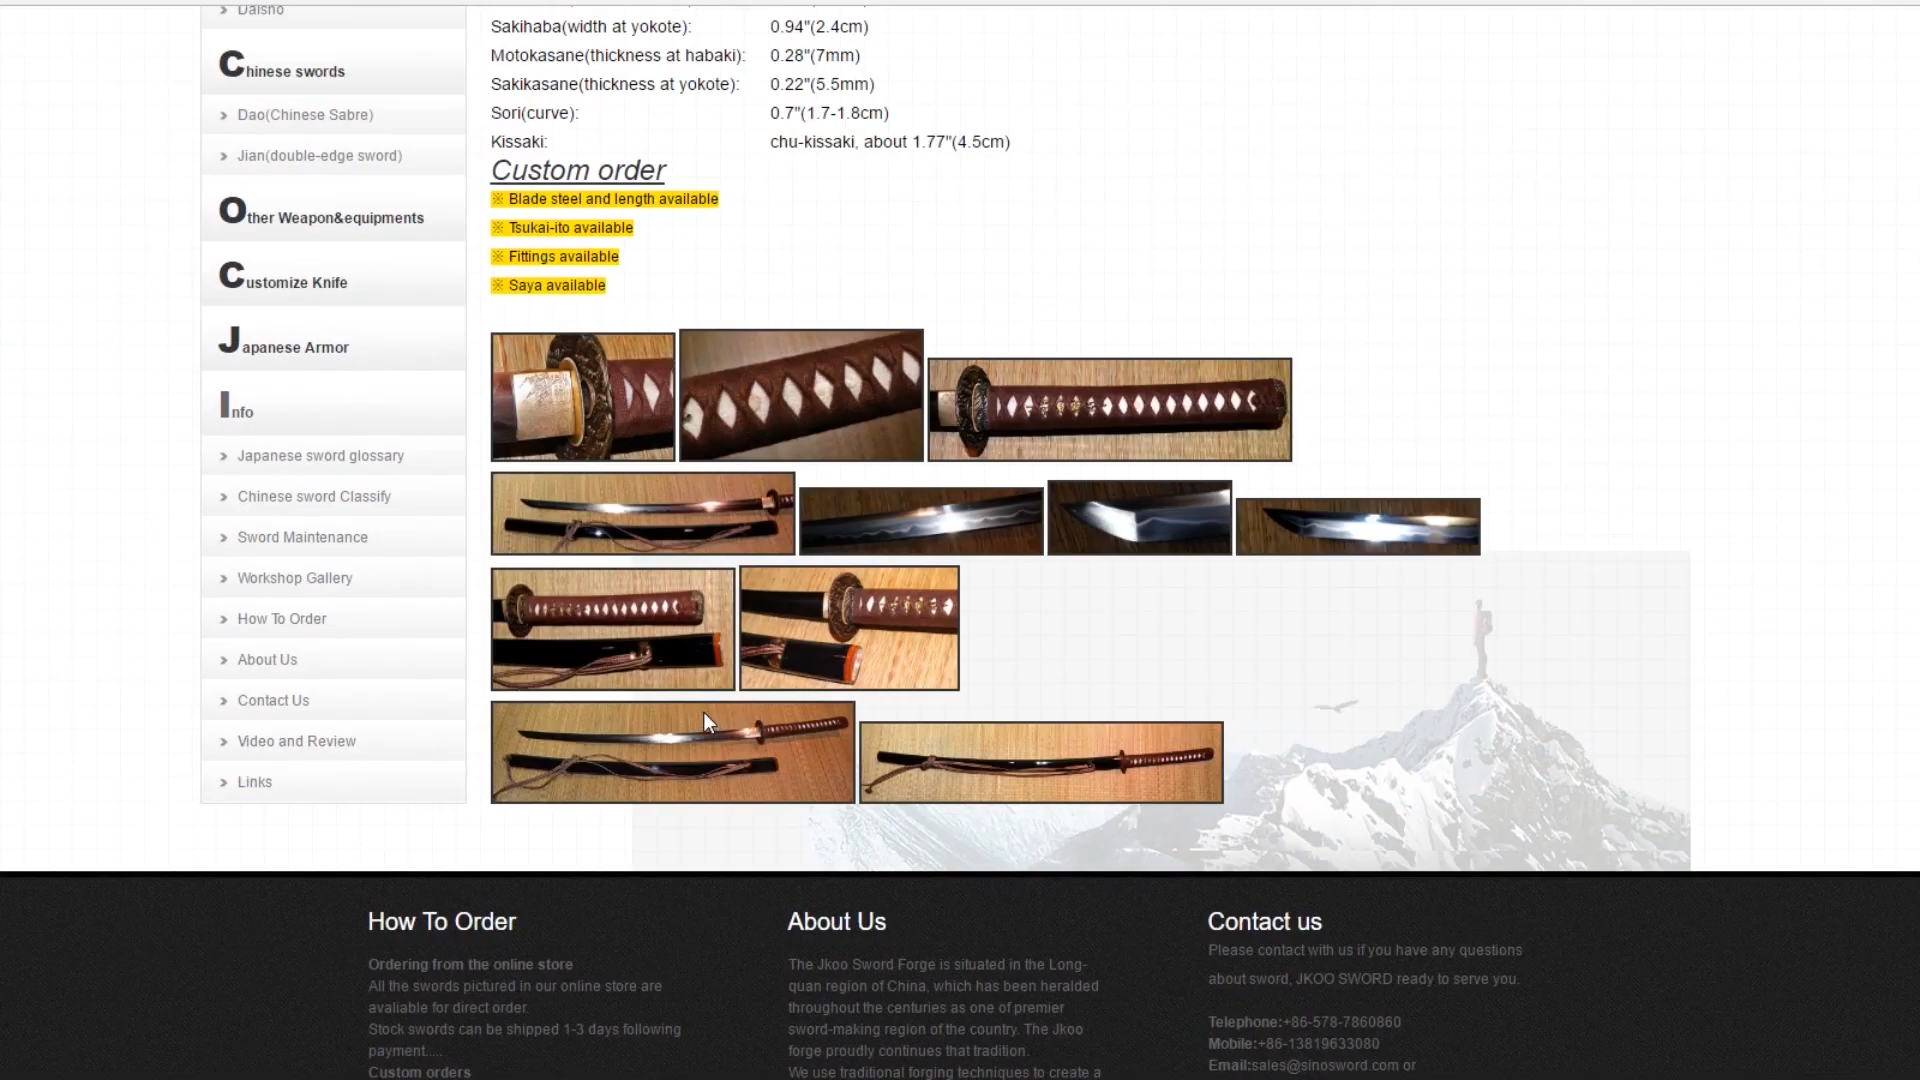 Daisho
Chinese swords
Dao(Chinese Sabre)
Jian(double-edge sword)
Other Weapon&equipments
Customize Knife
Japanese Armor
Info
Japanese sword glossary
Chinese sword Classify
Sword Maintenance
Workshop Gallery
How To Order
About Us
Contact Us
Video and Review
Links
Sakihaba(width at yokote): 0.94"(2.4cm)
Motokasane(thickness at habaki): 0.28"(7mm)
Sakikasane(thickness at yokote): 0.22"(5.5mm)
Sori(curve): 0.7"(1.7-1.8cm)
Kissaki: chu-kissaki, about 1.77"(4.5cm)
Custom order
※ Blade steel and length available
※ Tsukai-ito available
※ Fittings available
※ Saya available
How To Order
Ordering from the online store
All the swords pictured in our online store are
avaliable for direct order.
Stock swords can be shipped 1-3 days following
payment.....
Custom orders
About Us
The Jkoo Sword Forge is situated in the Long-
quan region of China, which has been heralded
throughout the centuries as one of premier
sword-making region of the country. The Jkoo
forge proudly continues that tradition.
We use traditional forging techniques to create a
Contact us
Please contact with us if you have any questions
about sword, JKOO SWORD ready to serve you.
Telephone:+86-578-7860860
Mobile:+86-13819633080
Email:sales@sinosword.com or